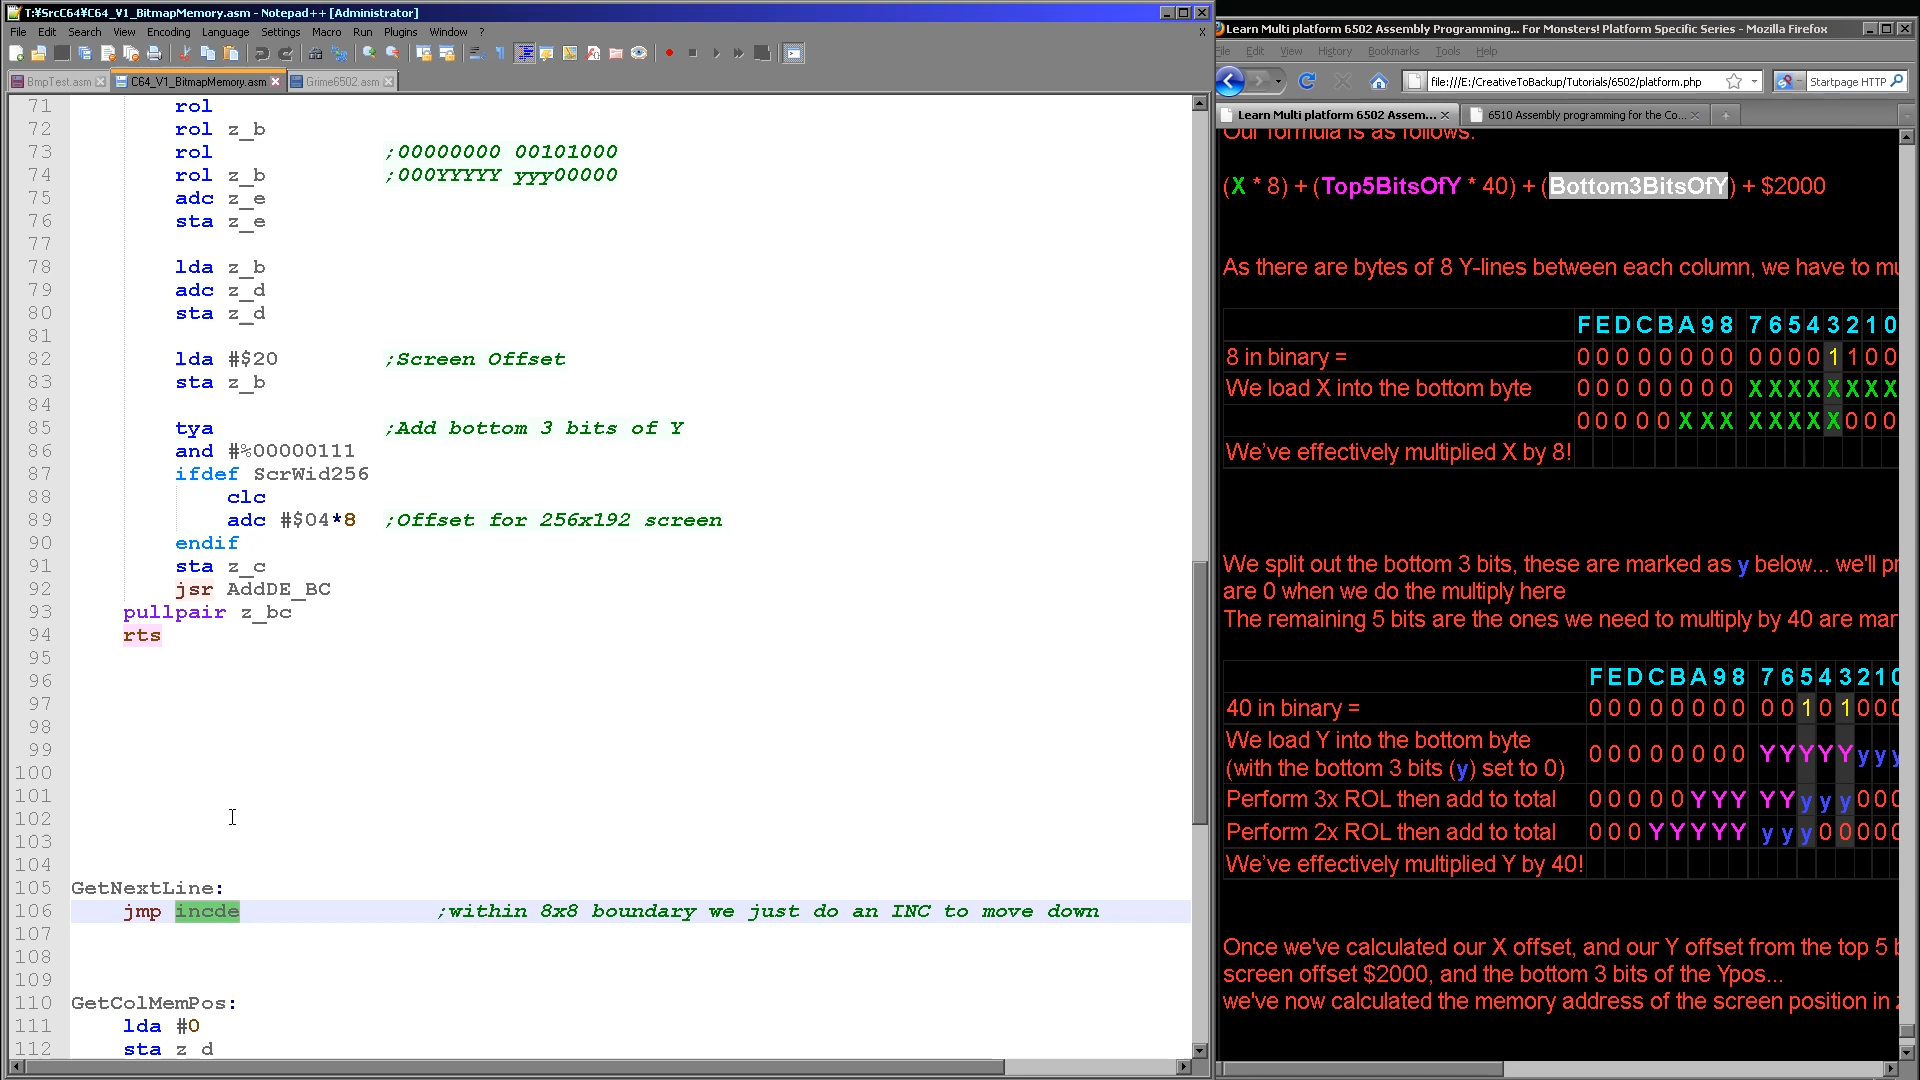 T:¥SrcC64¥C64_V1_BitmapMemory.asm - Notepad++ [Administrator]
File Edit Search View Encoding Language Settings Macro Run Plugins Window ? X
BmpTest.asm C64_V1_BitmapMemory.asm Grime6502.asm
71 rol
72 rol z_b
73 rol ;00000000 00101000
74 rol z_b ;000YYYYY yyy00000
75 adc z_e
76 sta z_e
77
78 lda z_b
79 adc z_d
80 sta z_d
81
82 lda #$20 ;Screen Offset
83 sta z_b
84
85 tya ;Add bottom 3 bits of Y
86 and #%00000111
87 ifdef ScrWid256
88 clc
89 adc #$04*8 ;Offset for 256x192 screen
90 endif
91 sta z_c
92 jsr AddDE_BC
93 pullpair z_bc
94 rts
95
96
97
98
99
100
101
102
103
104
105 GetNextLine:
106 jmp incde ;within 8x8 boundary we just do an INC to move down
107
108
109
110 GetColMemPos:
111 lda #0
112 sta z_d
Learn Multi platform 6502 Assembly Programming... For Monsters! Platform Specific Series - Mozilla Firefox
File Edit View History Bookmarks Tools Help
file:///E:/CreativeToBackup/Tutorials/6502/platform.php Startpage HTTP
Learn Multi platform 6502 Assem... 6510 Assembly programming for the Co...
Our formula is as follows:
(X * 8) + (Top5BitsOfY * 40) + (Bottom3BitsOfY) + $2000
As there are bytes of 8 Y-lines between each column, we have to mu
F E D C B A 9 8 7 6 5 4 3 2 1 0
8 in binary = 0 0 0 0 0 0 0 0 0 0 0 0 1 1 0 0
We load X into the bottom byte 0 0 0 0 0 0 0 0 X X X X X X X X
0 0 0 0 0 X X X X X X X X 0 0 0
We've effectively multiplied X by 8!
We split out the bottom 3 bits, these are marked as y below... we'll pr
are 0 when we do the multiply here
The remaining 5 bits are the ones we need to multiply by 40 are mar
F E D C B A 9 8 7 6 5 4 3 2 1 0
40 in binary = 0 0 0 0 0 0 0 0 0 0 1 0 1 0 0 0
We load Y into the bottom byte
(with the bottom 3 bits (y) set to 0) 0 0 0 0 0 0 0 0 Y Y Y Y Y y y y
Perform 3x ROL then add to total 0 0 0 0 0 Y Y Y Y Y y y y 0 0 0
Perform 2x ROL then add to total 0 0 0 Y Y Y Y Y y y y 0 0 0 0 0
We've effectively multiplied Y by 40!
Once we've calculated our X offset, and our Y offset from the top 5 b
screen offset $2000, and the bottom 3 bits of the Ypos...
we've now calculated the memory address of the screen position in z